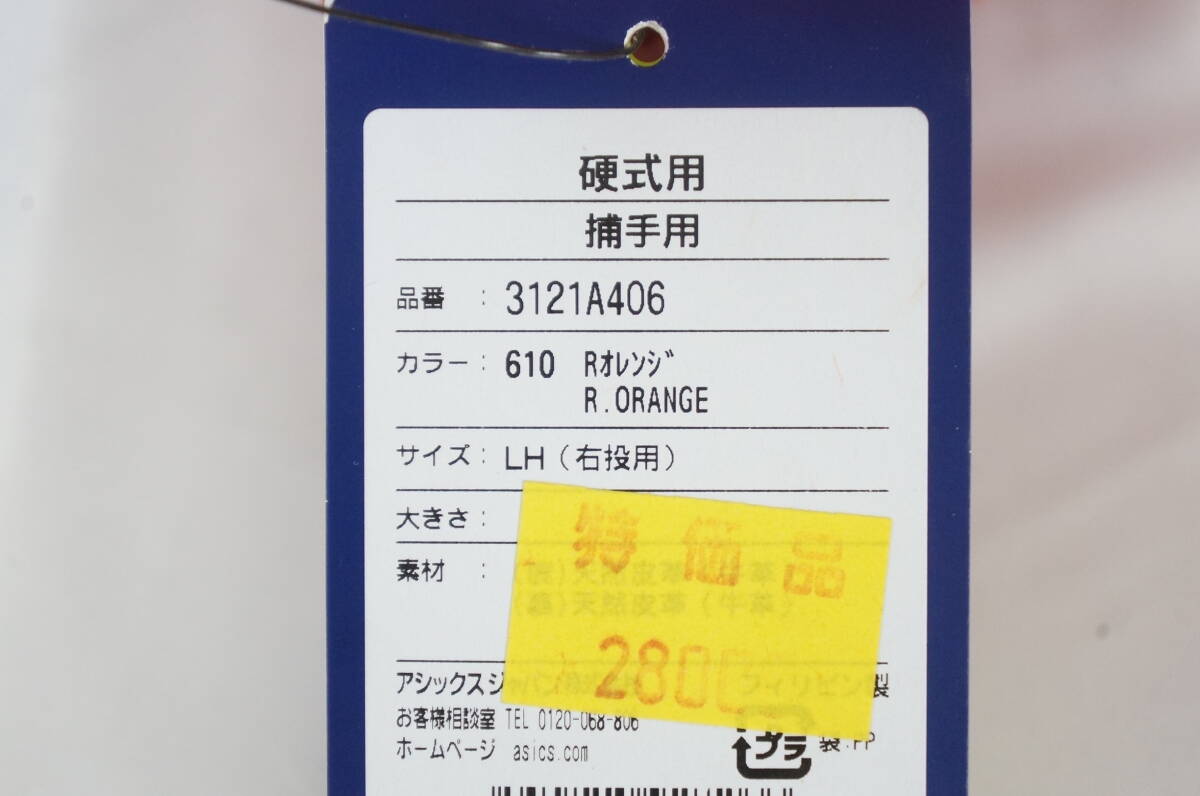 硬式用
捕手用
品番 : 3121A406
カラー : 610 Rオレンジ
R.ORANGE
サイズ : LH (右投用)
大きさ :
特価品
素材 : 天然皮革 牛革
天然皮革 (牛革)
2800
アシックスジャパン フィリピン製
お客様相談室 TEL 0120-068-806
ホームページ asics.com
プラ
袋:PP